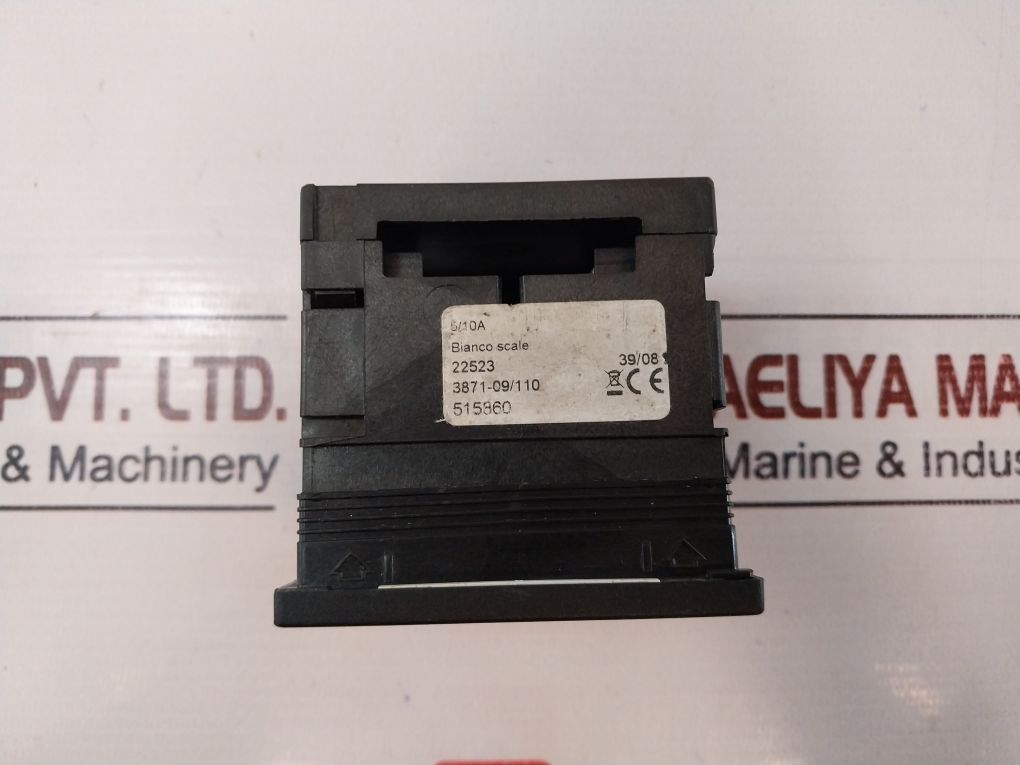 5/10A
Bianco scale
22523
39/08
3871-09/110
CE
515860
PVT. LTD.
AELIYA MA
& Machinery
Marine & Indus